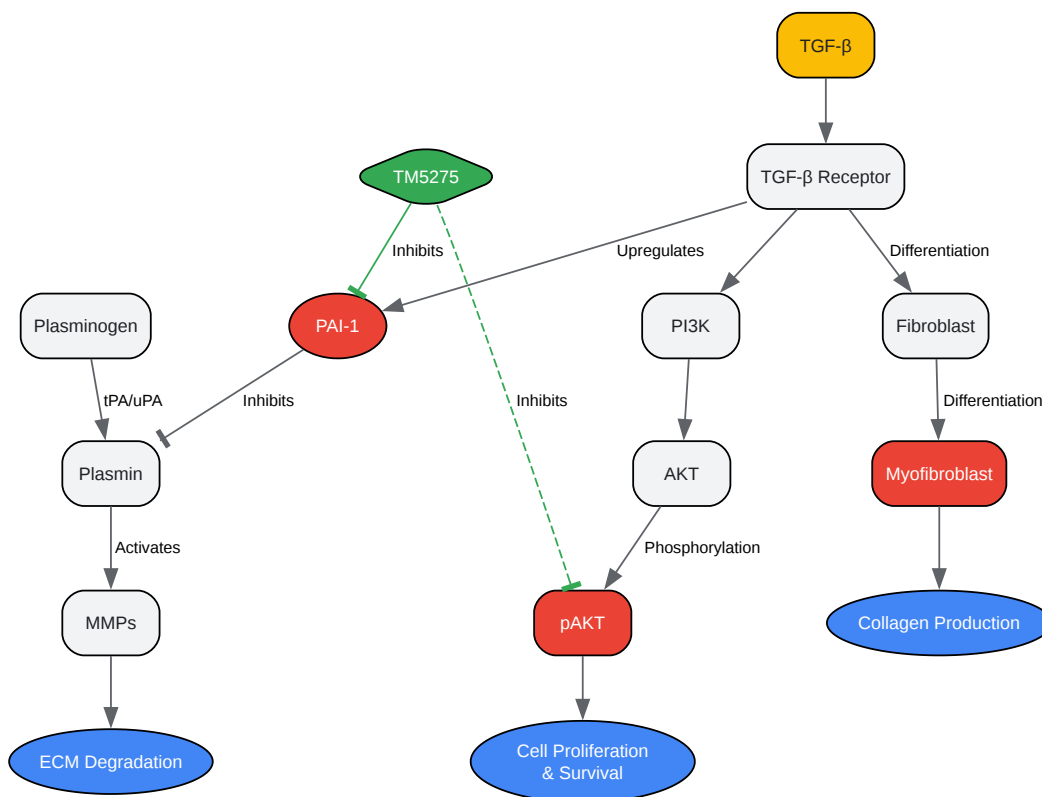 TGF-β
TM5275
TGF-β Receptor
Inhibits
Upregulates
Differentiation
Plasminogen
PAI-1
PI3K
Fibroblast
tPA/uPA
Inhibits
Inhibits
Differentiation
Plasmin
AKT
Myofibroblast
Activates
Phosphorylation
MMPs
pAKT
Collagen Production
ECM Degradation
Cell Proliferation
& Survival